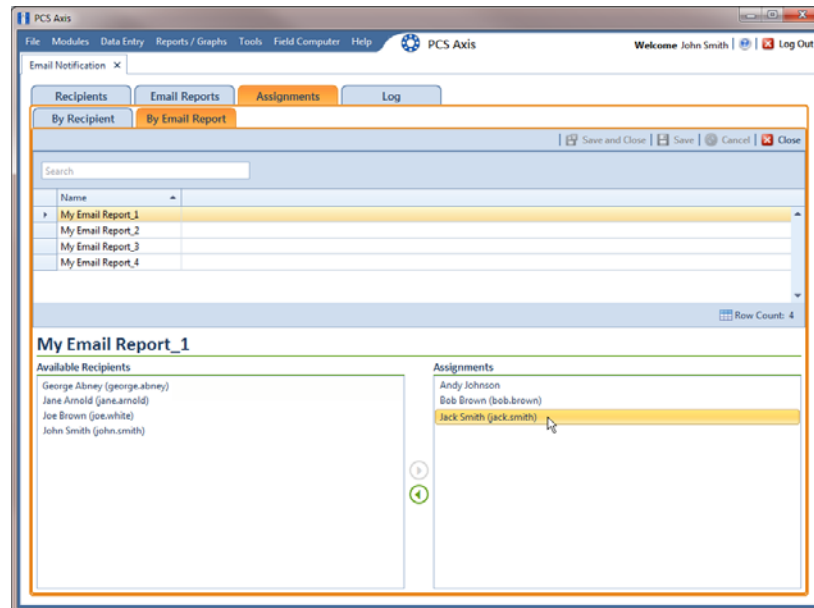 PCS Axis
File Modules Data Entry Reports / Graphs Tools Field Computer Help PCS Axis Welcome John Smith | | Log Out
Email Notification ×
Recipients Email Reports Assignments Log
By Recipient By Email Report
| Save and Close | Save | Cancel | Close
Search
Name
My Email Report_1
My Email Report_2
My Email Report_3
My Email Report_4
Row Count: 4
My Email Report_1
Available Recipients
George Abney (george.abney)
Jane Arnold (jane.arnold)
Joe Brown (joe.white)
John Smith (john.smith)
Assignments
Andy Johnson
Bob Brown (bob.brown)
Jack Smith (jack.smith)